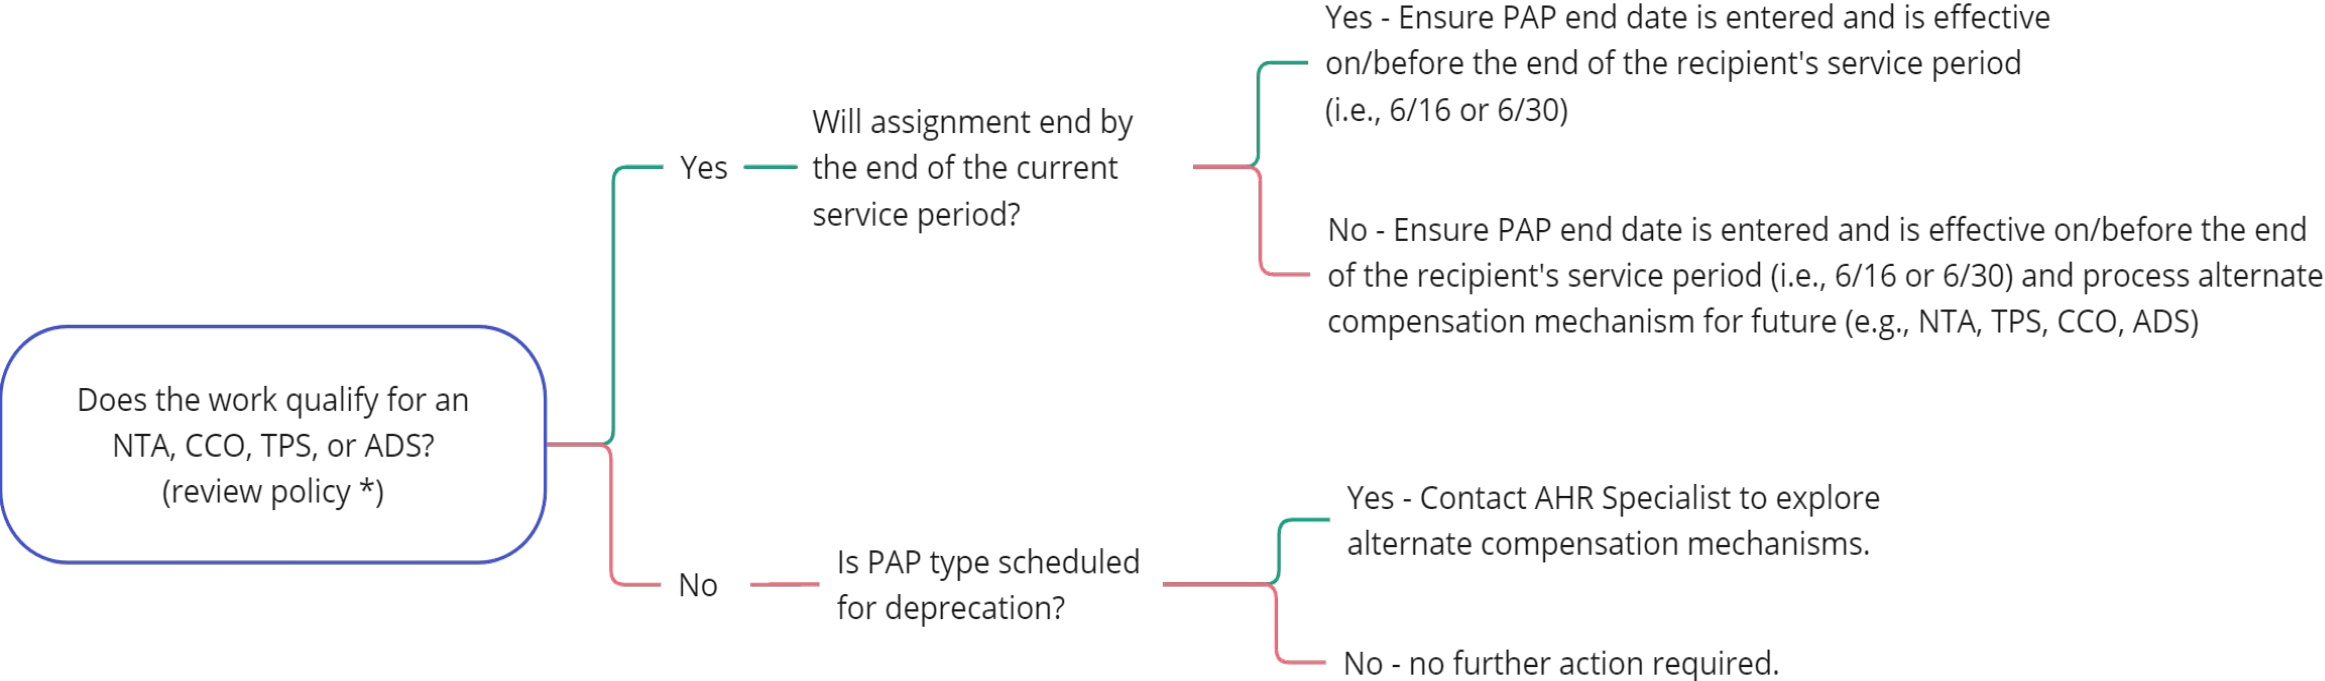 Does the work qualify for an
NTA, CCO, TPS, or ADS?
(review policy *)
Yes
Will assignment end by
the end of the current
service period?
Yes - Ensure PAP end date is entered and is effective
on/before the end of the recipient's service period
(i.e., 6/16 or 6/30)
No - Ensure PAP end date is entered and is effective on/before the end
of the recipient's service period (i.e., 6/16 or 6/30) and process alternate
compensation mechanism for future (e.g., NTA, TPS, CCO, ADS)
No
Is PAP type scheduled
for deprecation?
Yes - Contact AHR Specialist to explore
alternate compensation mechanisms.
No - no further action required.